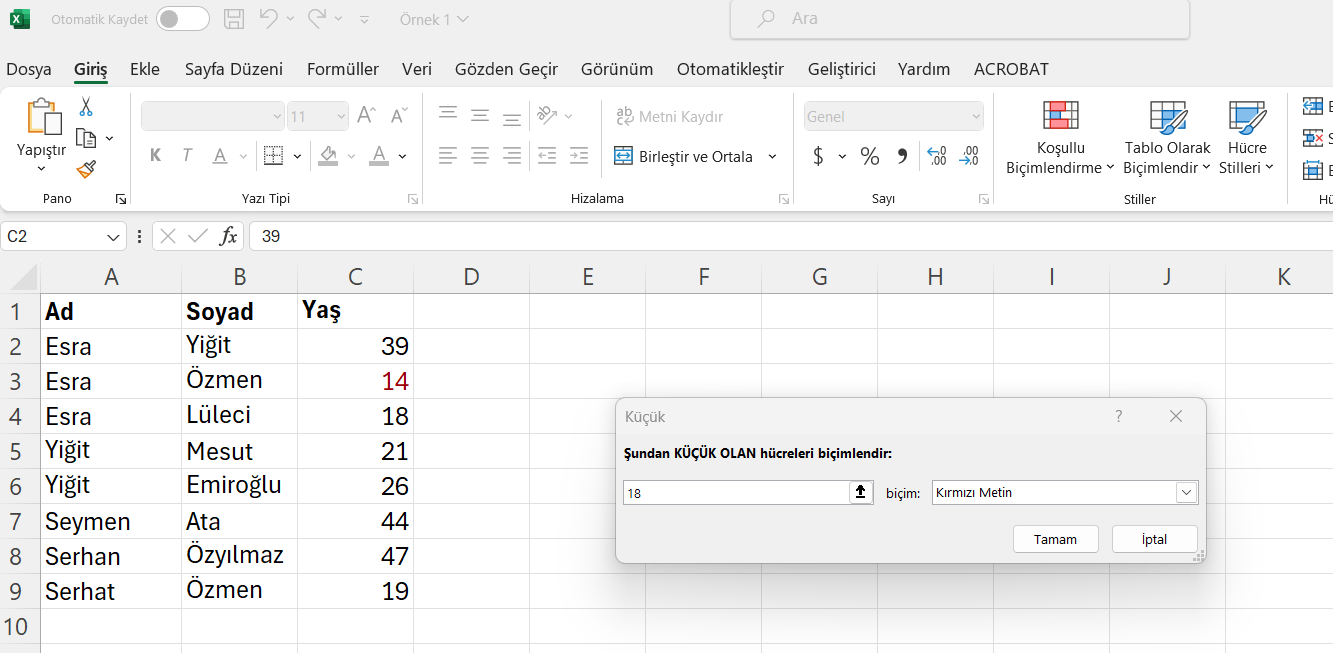 Otomatik Kaydet Örnek 1 Ara
Dosya Giriş Ekle Sayfa Düzeni Formüller Veri Gözden Geçir Görünüm Otomatikleştir Geliştirici Yardım ACROBAT
11 A A ab Metni Kaydır Genel
Yapıştır K T A A Birleştir ve Ortala $ % 9 ,00 ,00 Koşullu Biçimlendirme Tablo Olarak Biçimlendir Hücre Stilleri
Pano Yazı Tipi Hizalama Sayı Stiller
C2 fx 39
A B C D E F G H I J K
1 Ad Soyad Yaş
2 Esra Yiğit 39
3 Esra Özmen 14
4 Esra Lüleci 18
5 Yiğit Mesut 21
6 Yiğit Emiroğlu 26
7 Seymen Ata 44
8 Serhan Özyılmaz 47
9 Serhat Özmen 19
10
Küçük ?
Şundan KÜÇÜK OLAN hücreleri biçimlendir:
18 biçim: Kırmızı Metin
Tamam İptal